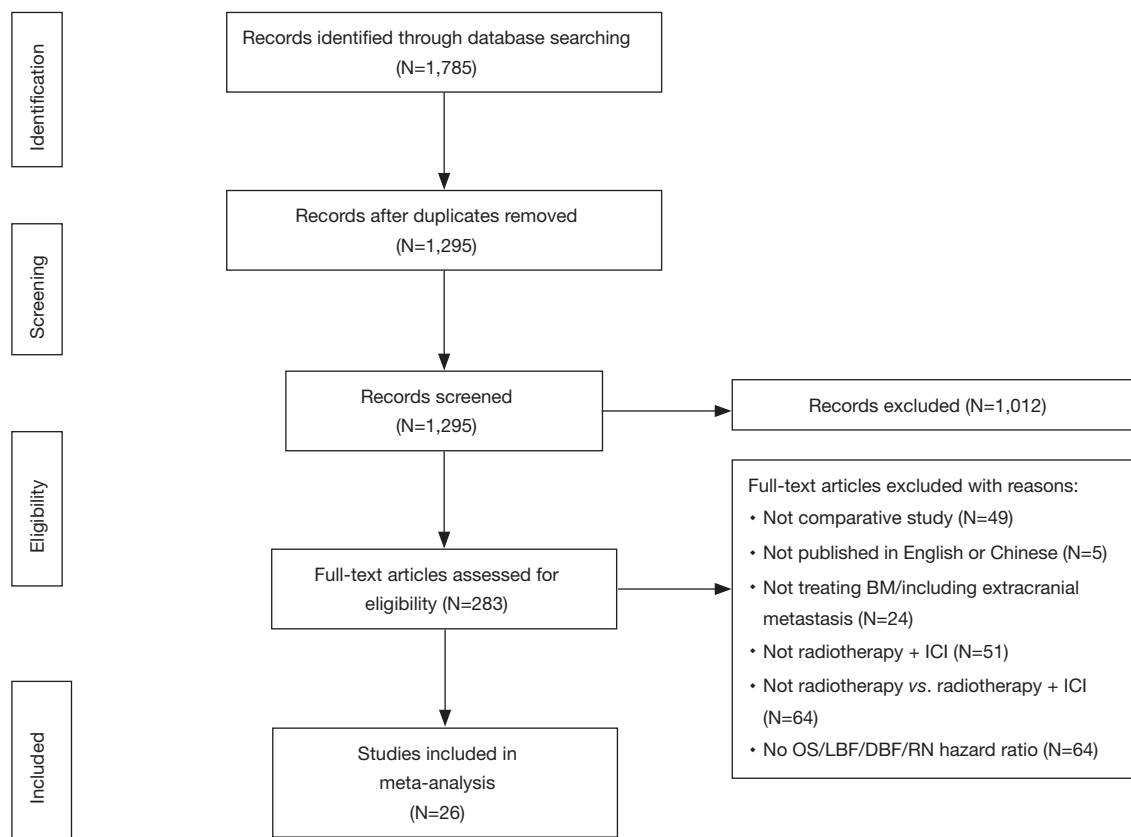 Identification
Records identified through database searching
(N=1,785)
Records after duplicates removed
(N=1,295)
Screening
Records screened
(N=1,295)
Records excluded (N=1,012)
Eligibility
Full-text articles assessed for
eligibility (N=283)
Full-text articles excluded with reasons:
• Not comparative study (N=49)
• Not published in English or Chinese (N=5)
• Not treating BM/including extracranial
metastasis (N=24)
• Not radiotherapy + ICI (N=51)
• Not radiotherapy vs. radiotherapy + ICI
(N=64)
• No OS/LBF/DBF/RN hazard ratio (N=64)
Included
Studies included in
meta-analysis
(N=26)